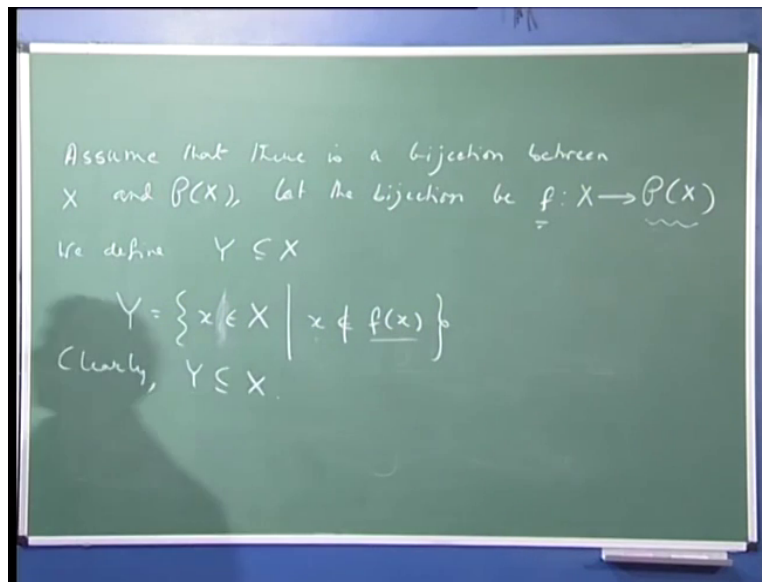 Assume that there is a bijection between
X and P(X), Let the bijection be f : X → P(X)
We define Y ⊆ X
Y = { x ∈ X | x ∉ f(x) }
Clearly, Y ⊆ X.